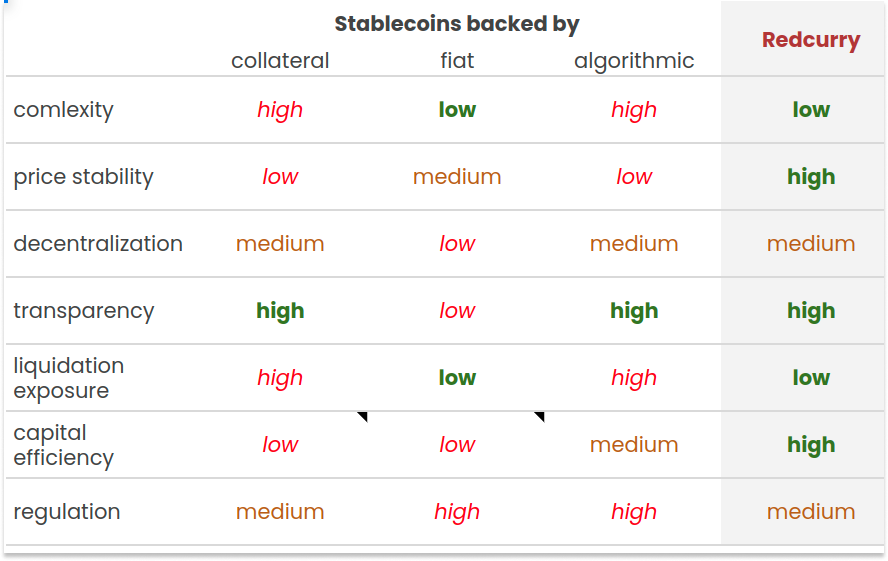 Stablecoins backed by
Redcurry
collateral fiat algorithmic
comlexity high low high low
price stability low medium low high
decentralization medium low medium medium
transparency high low high high
liquidation
exposure high low high low
capital
efficiency low low medium high
regulation medium high high medium